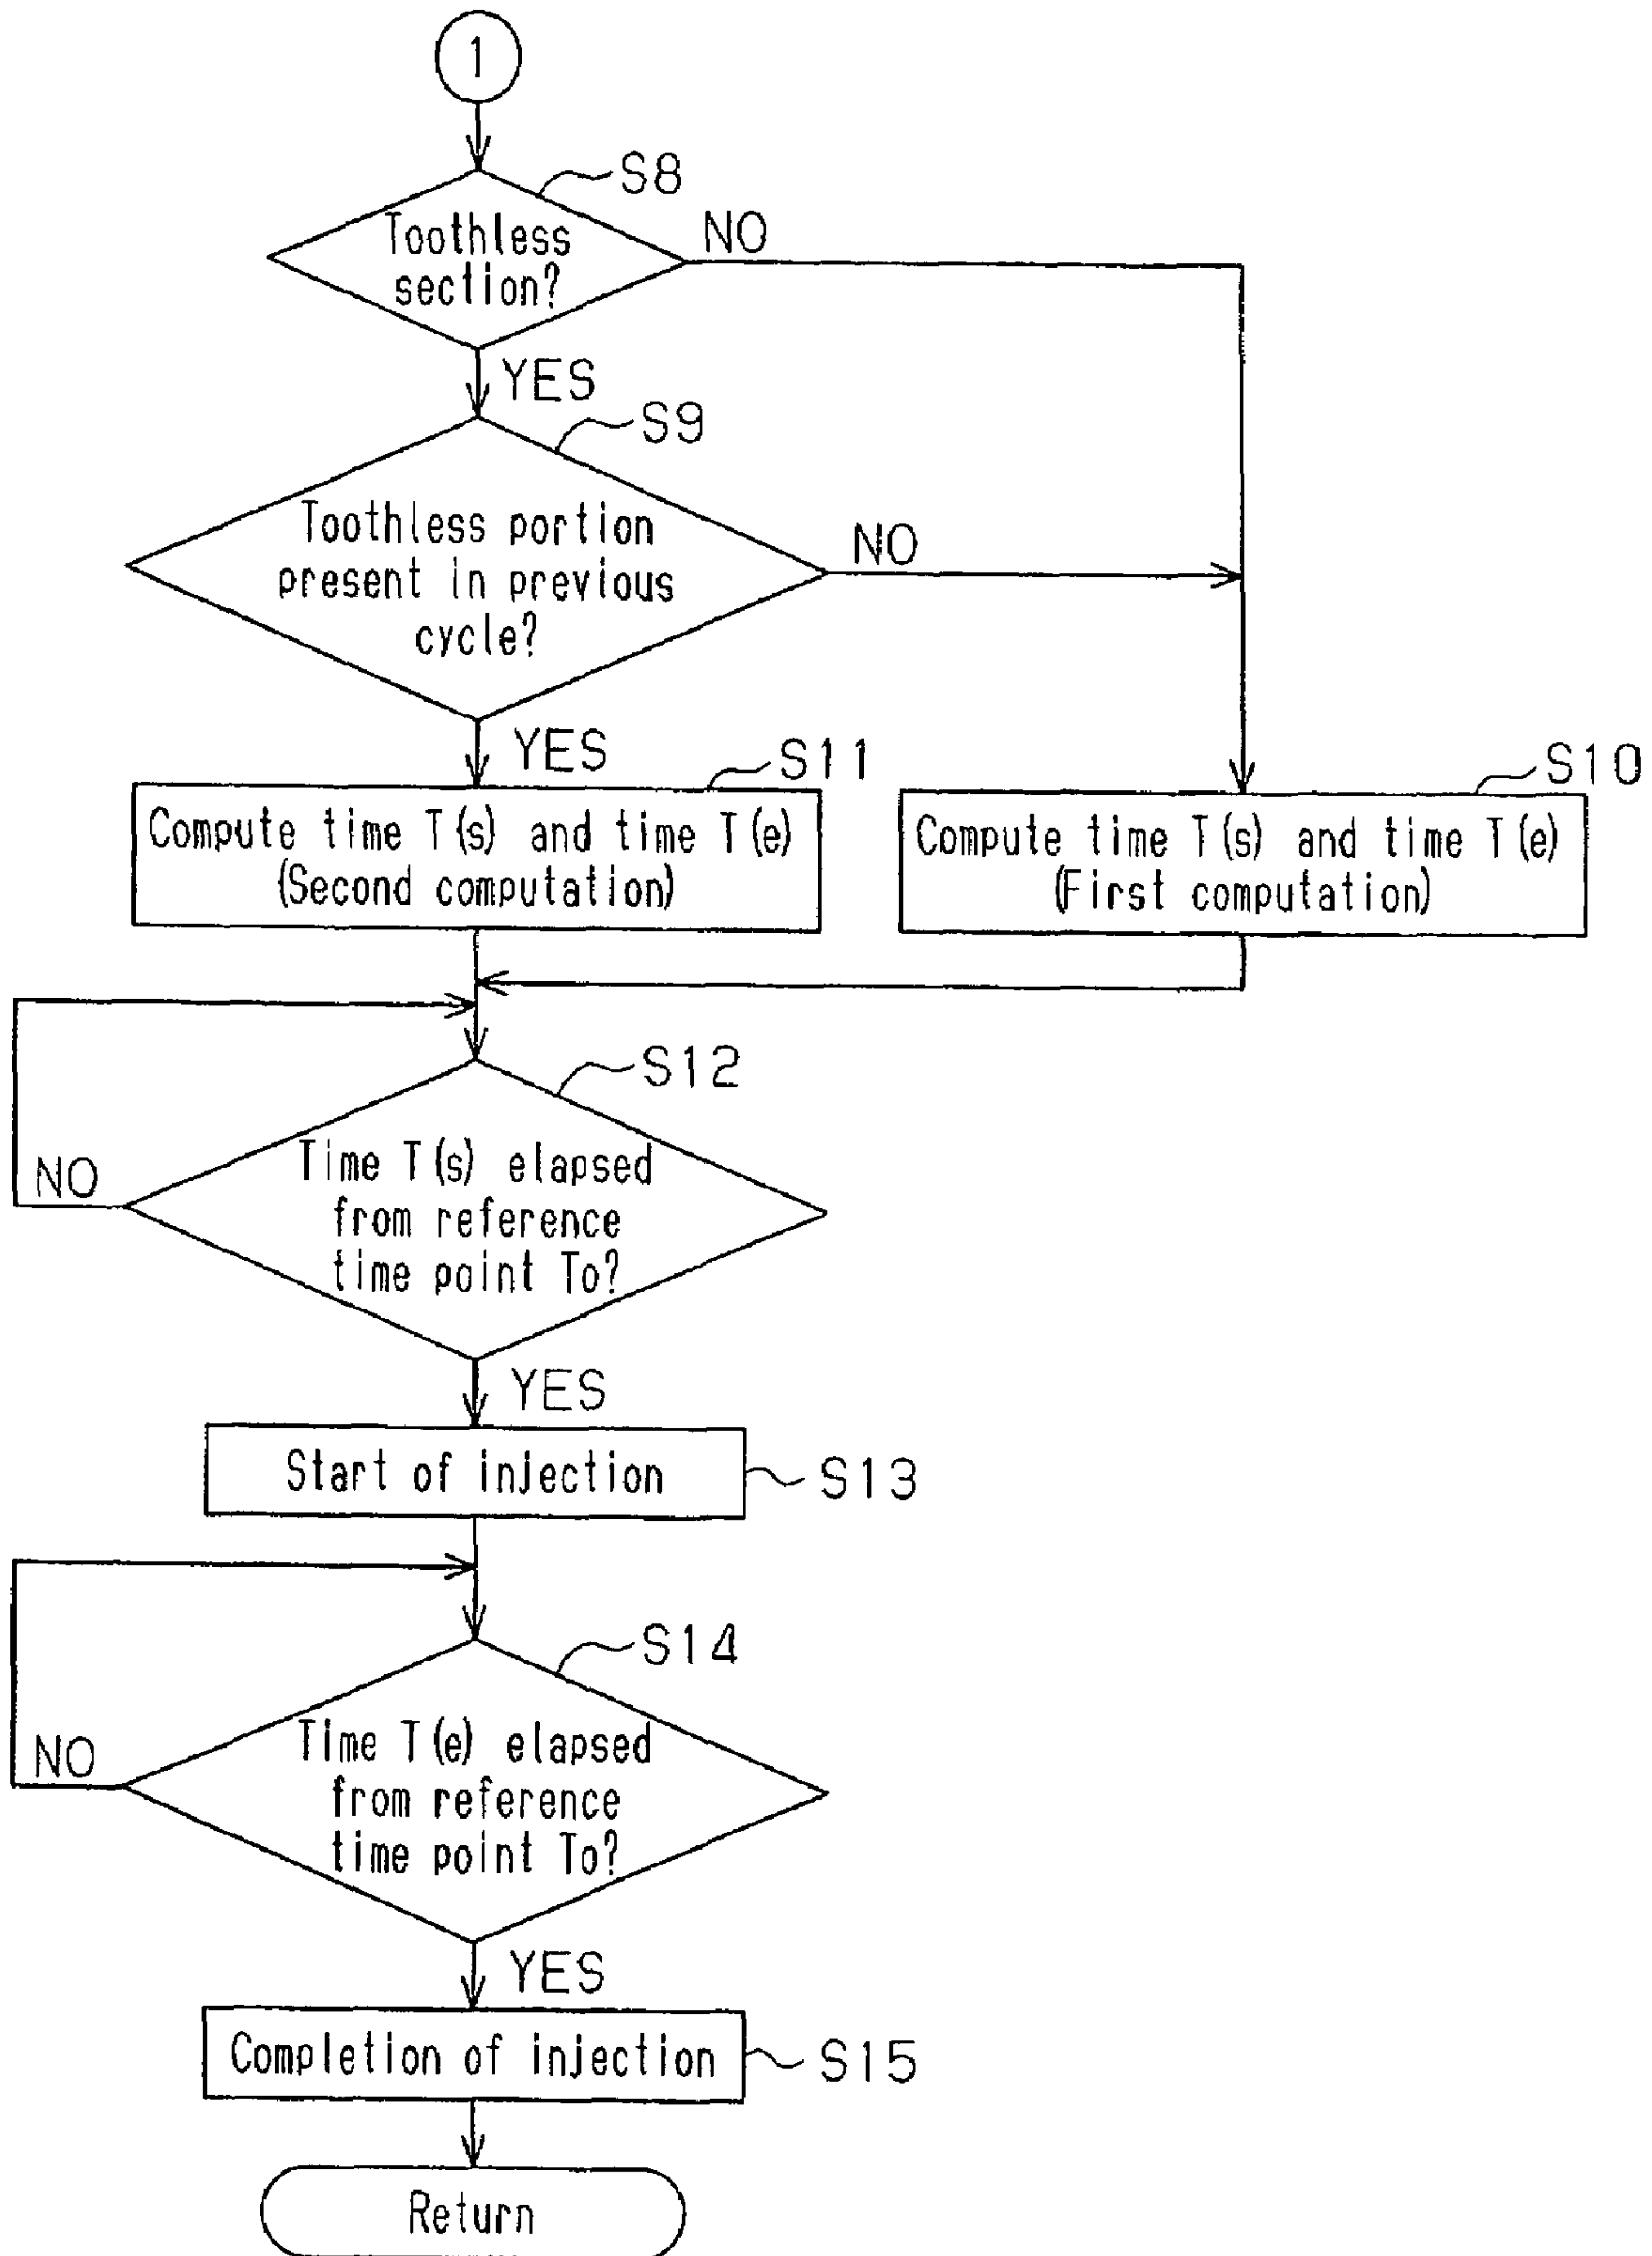 1
S8
Toothless
section?
NO
YES
S9
Toothless portion
present in previous
cycle?
NO
YES
S11
Compute time T(s) and time T(e)
(Second computation)
S10
Compute time T(s) and time T(e)
(First computation)
S12
Time T(s) elapsed
from reference
time point To?
NO
YES
Start of injection
S13
S14
Time T(e) elapsed
from reference
time point To?
NO
YES
Completion of injection
S15
Return